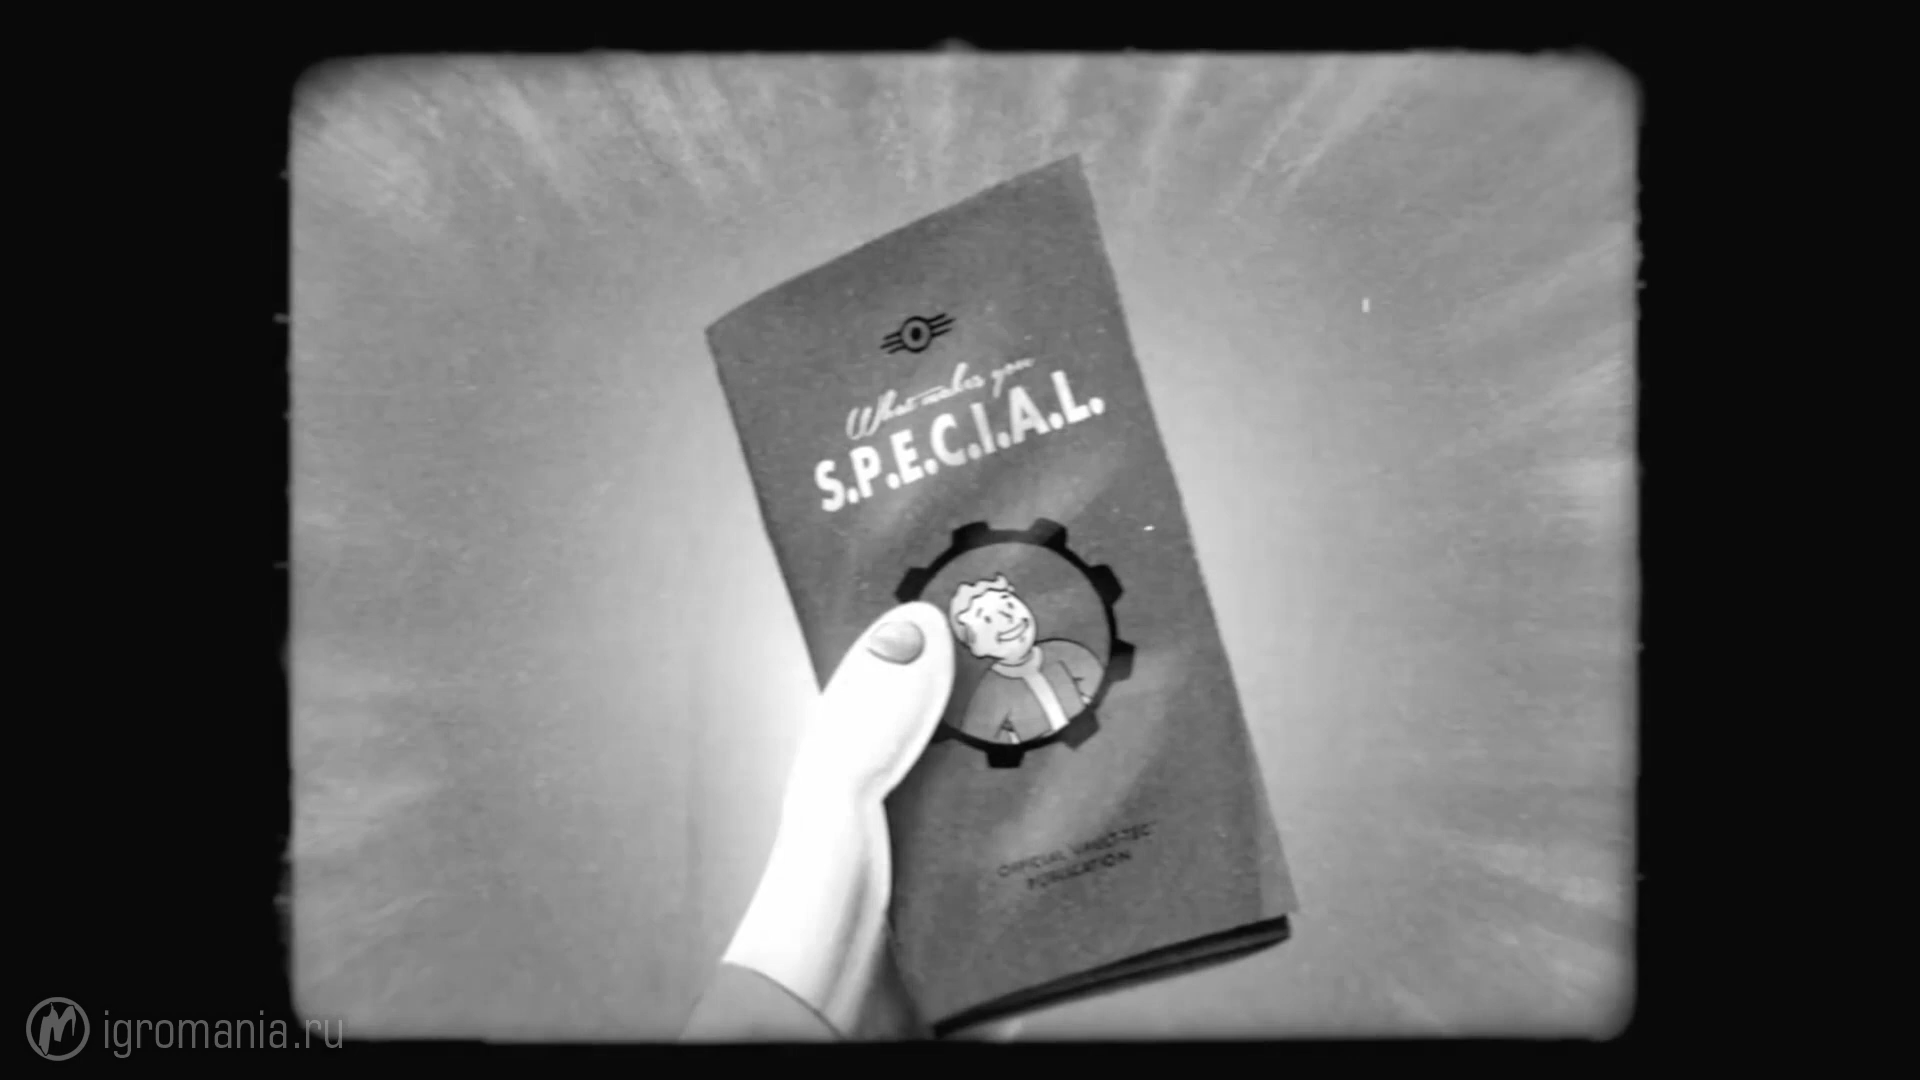 What makes you
S.P.E.C.I.A.L.
OFFICIAL VAULT-TEC
PUBLICATION
igromania.ru